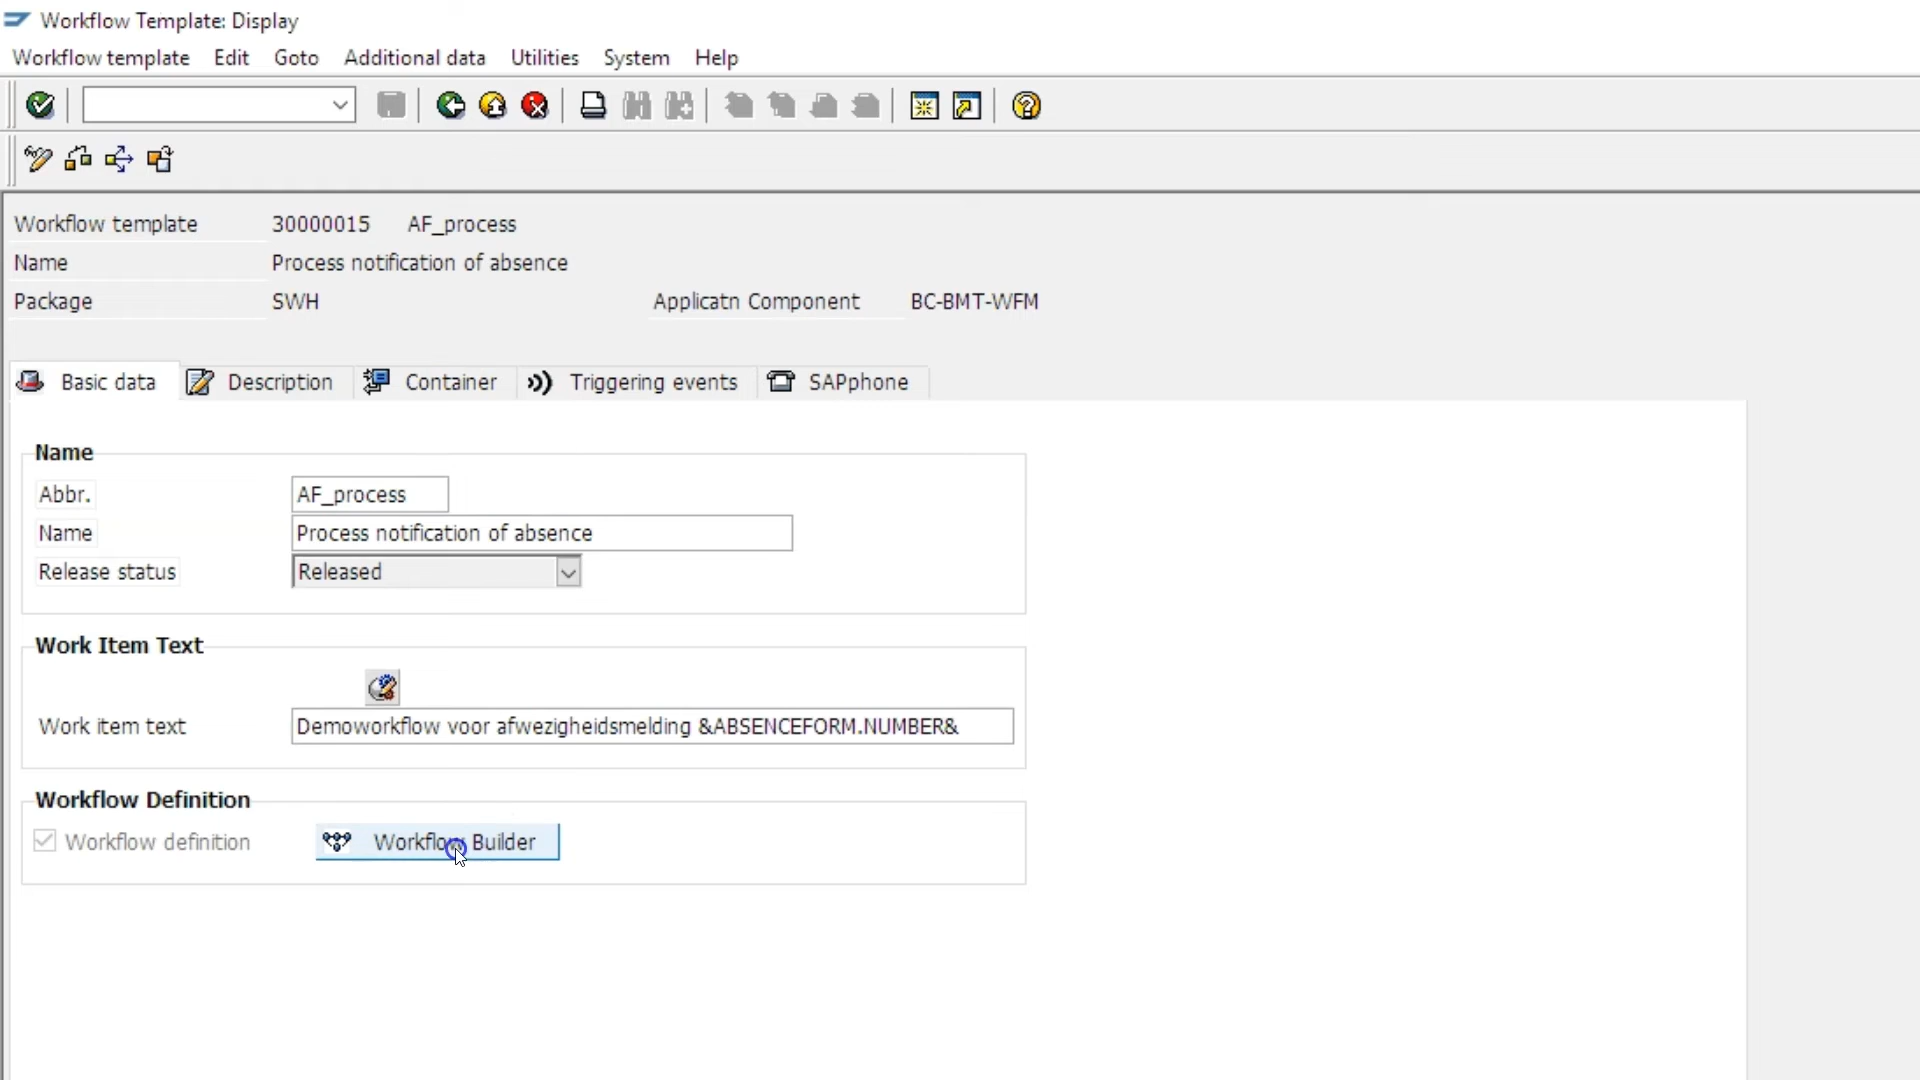 Workflow Template: Display
Workflow template Edit Goto Additional data Utilities System Help
Workflow template 30000015 AF_process
Name Process notification of absence
Package SWH Applicatn Component BC-BMT-WFM
Basic data Description Container Triggering events SAPphone
Name
Abbr. AF_process
Name Process notification of absence
Release status Released
Work Item Text
Work item text Demoworkflow voor afwezigheidsmelding &ABSENCEFORM.NUMBER&
Workflow Definition
Workflow definition Workflow Builder